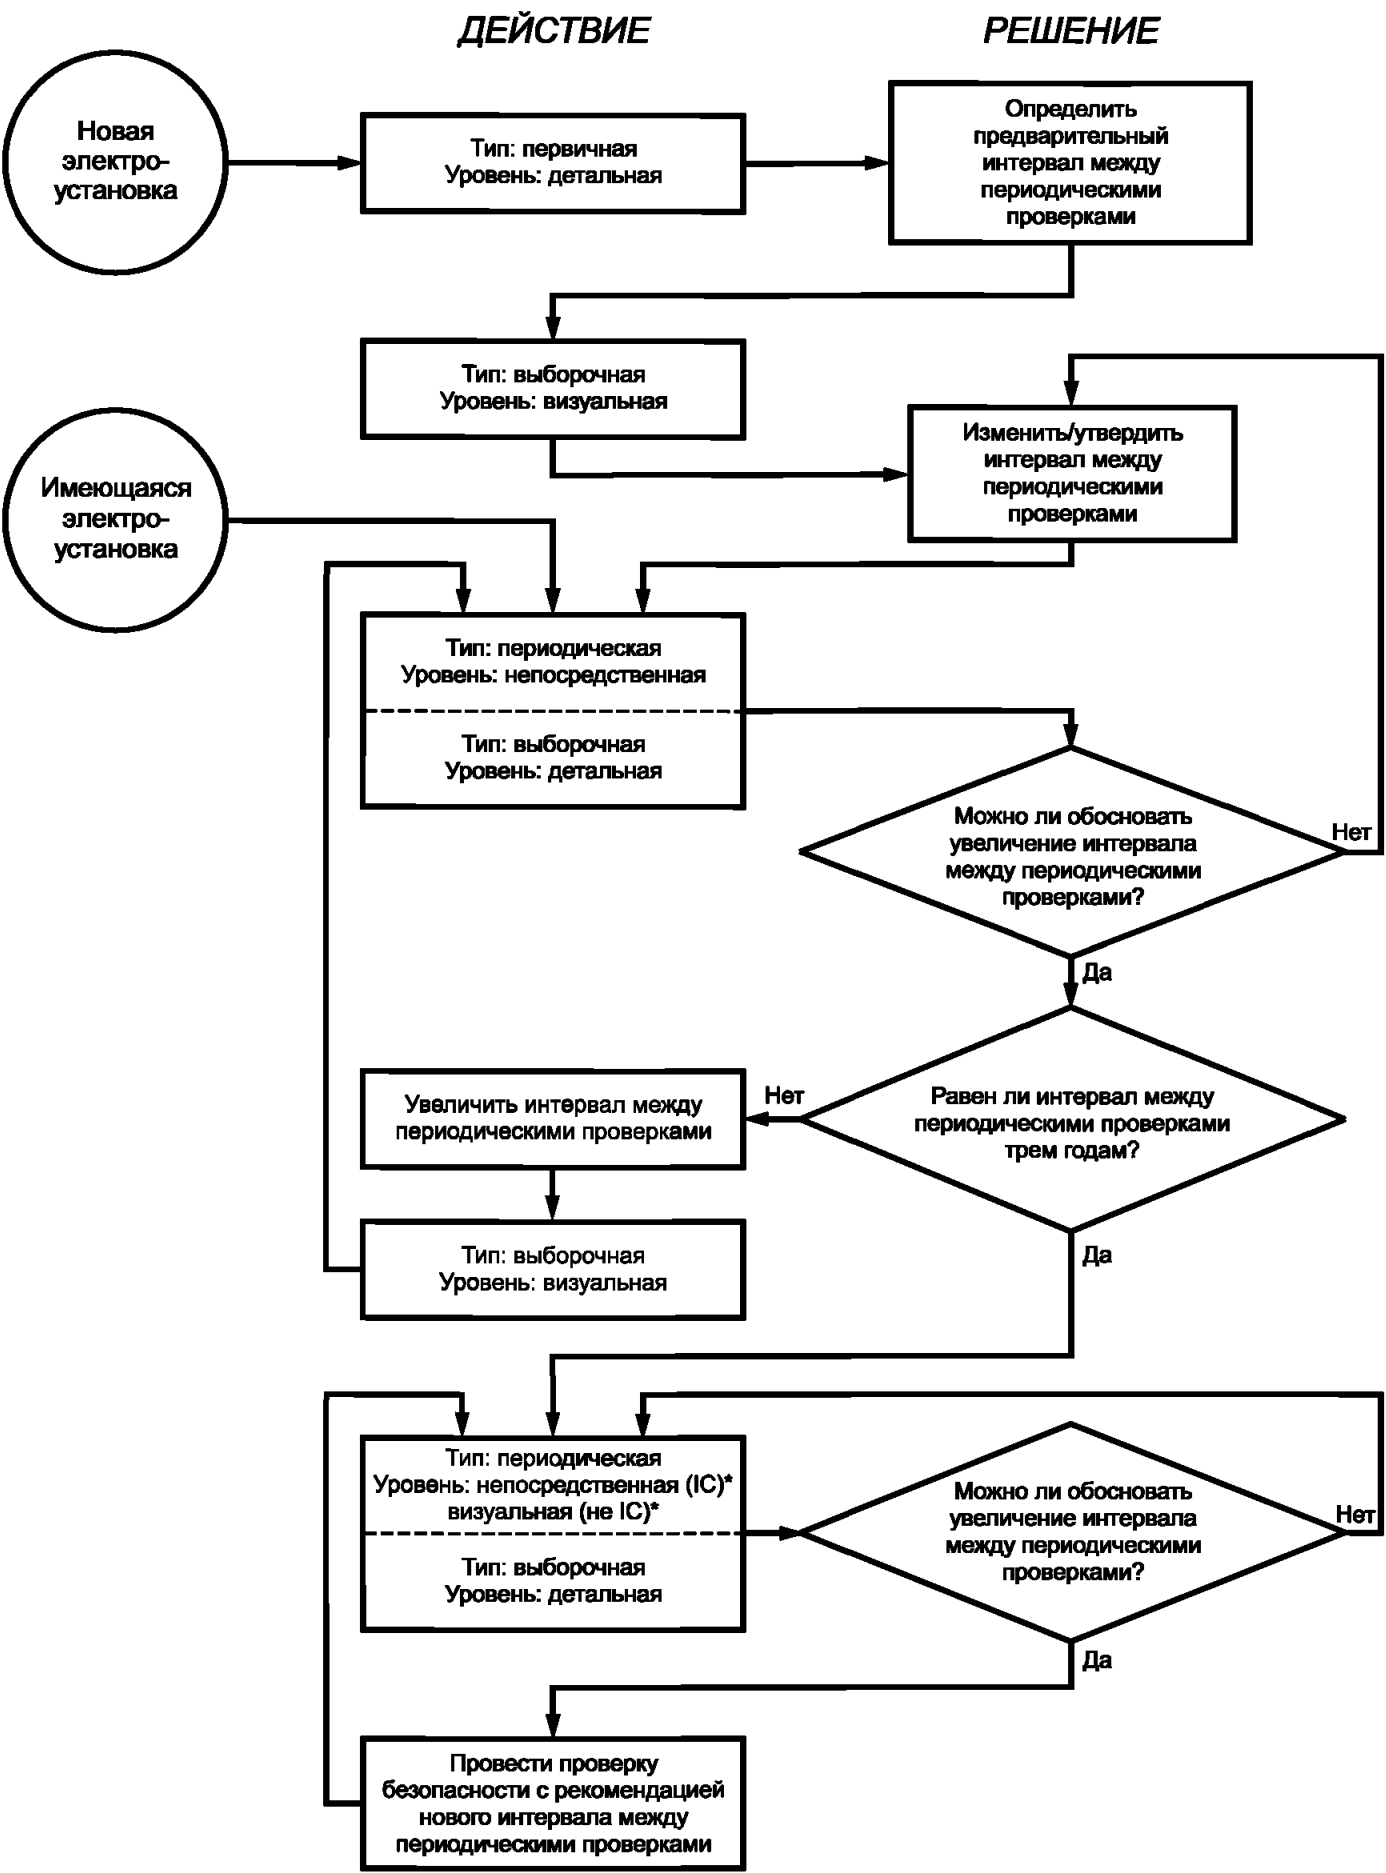 ДЕЙСТВИЕ
РЕШЕНИЕ
Новая
электро-
установка
Тип: первичная
Уровень: детальная
Определить
предварительный
интервал между
периодическими
проверками
Тип: выборочная
Уровень: визуальная
Изменить/утвердить
интервал между
периодическими
проверками
Имеющаяся
электро-
установка
Тип: периодическая
Уровень: непосредственная
Тип: выборочная
Уровень: детальная
Можно ли обосновать
увеличение интервала
между периодическими
проверками?
Нет
Да
Равен ли интервал между
периодическими проверками
трем годам?
Нет
Увеличить интервал между
периодическими проверками
Тип: выборочная
Уровень: визуальная
Да
Тип: периодическая
Уровень: непосредственная (IC)*
визуальная (не IC)*
Тип: выборочная
Уровень: детальная
Можно ли обосновать
увеличение интервала
между периодическими
проверками?
Нет
Да
Провести проверку
безопасности с рекомендацией
нового интервала между
периодическими проверками